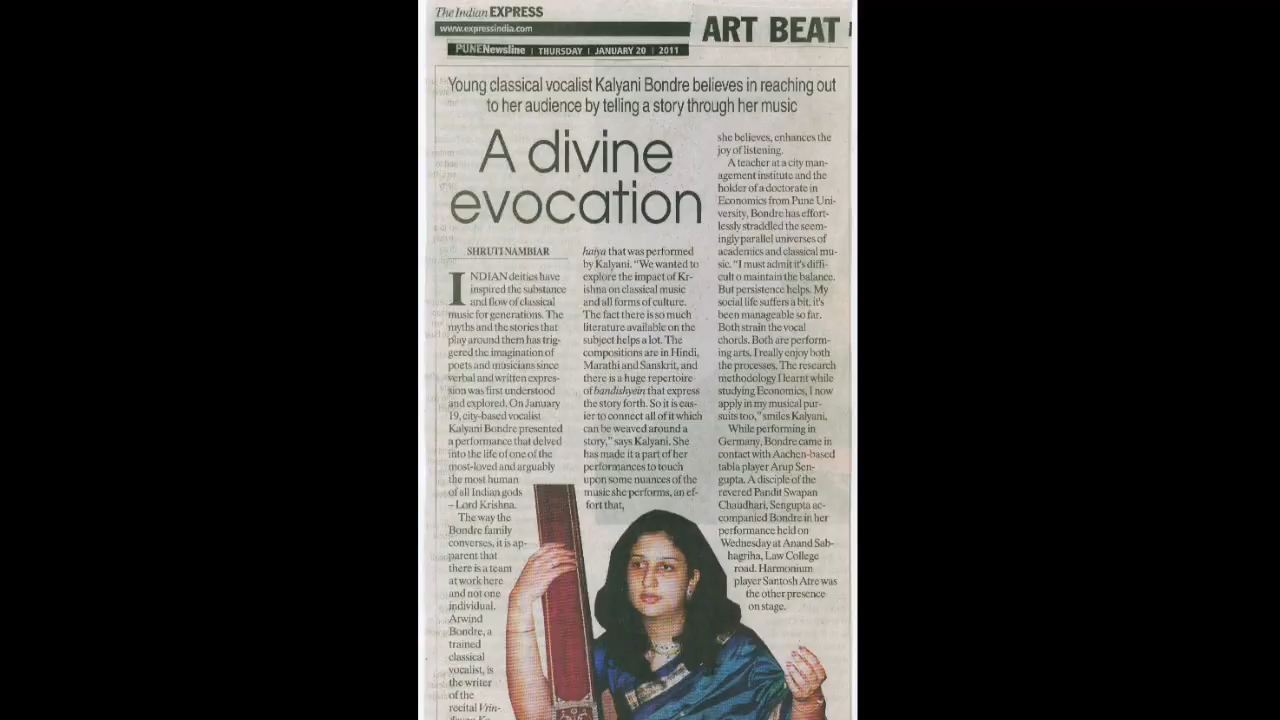 The Indian EXPRESS
www.expressindia.com
ART BEAT
PUNENewsline | THURSDAY | JANUARY 20 | 2011
Young classical vocalist Kalyani Bondre believes in reaching out
to her audience by telling a story through her music
A divine
evocation
SHRUTI NAMBIAR
INDIAN deities have
inspired the substance
and flow of classical
music for generations. The
myths and the stories that
play around them has trig-
gered the imagination of
poets and musicians since
verbal and written expres-
sion was first understood
and explored. On January
19, city-based vocalist
Kalyani Bondre presented
a performance that delved
into the life of one of the
most-loved and arguably
the most human
of all Indian gods
– Lord Krishna.
The way the
Bondre family
converses, it is ap-
parent that
there is a team
at work here
and not one
individual.
Arwind
Bondre, a
trained
classical
vocalist, is
the writer
of the
recital Vrin-
haiya that was performed
by Kalyani. “We wanted to
explore the impact of Kr-
ishna on classical music
and all forms of culture.
The fact there is so much
literature available on the
subject helps a lot. The
compositions are in Hindi,
Marathi and Sanskrit, and
there is a huge repertoire
of bandishyein that express
the story forth. So it is eas-
ier to connect all of it which
can be weaved around a
story,” says Kalyani. She
has made it a part of her
performances to touch
upon some nuances of the
music she performs, an ef-
fort that,
she believes, enhances the
joy of listening.
A teacher at a city man-
agement institute and the
holder of a doctorate in
Economics from Pune Uni-
versity, Bondre has effort-
lessly straddled the seem-
ingly parallel universes of
academics and classical mu-
sic. “I must admit it's diffi-
cult o maintain the balance.
But persistence helps. My
social life suffers a bit, it's
been manageable so far.
Both strain the vocal
chords. Both are perform-
ing arts. I really enjoy both
the processes. The research
methodology I learnt while
studying Economics, I now
apply in my musical pur-
suits too,” smiles Kalyani.
While performing in
Germany, Bondre came in
contact with Aachen-based
tabla player Arup Sen-
gupta. A disciple of the
revered Pandit Swapan
Chaudhari, Sengupta ac-
companied Bondre in her
performance held on
Wednesday at Anand Sab-
hagriha, Law College
road. Harmonium
player Santosh Atre was
the other presence
on stage.